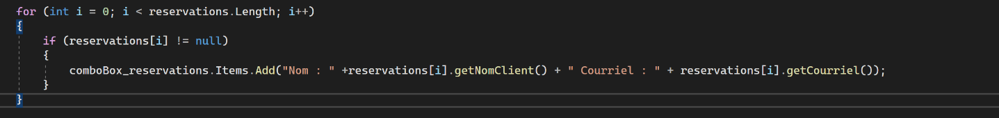 for (int i = 0; i < reservations.Length; i++)
{
if (reservations[i] != null)
{
comboBox_reservations.Items.Add("Nom : " +reservations[i].getNomClient() + " Courriel : " + reservations[i].getCourriel());
}
}